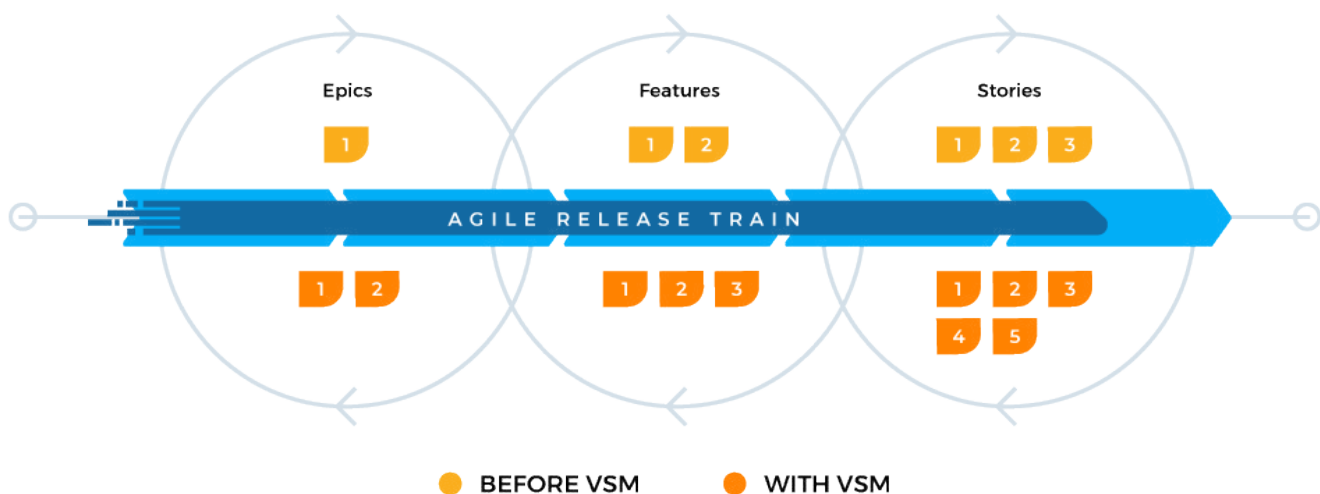 Epics Features Stories
1 1 2 1 2 3
AGILE RELEASE TRAIN
1 2 1 2 3 1 2 3
4 5
BEFORE VSM WITH VSM